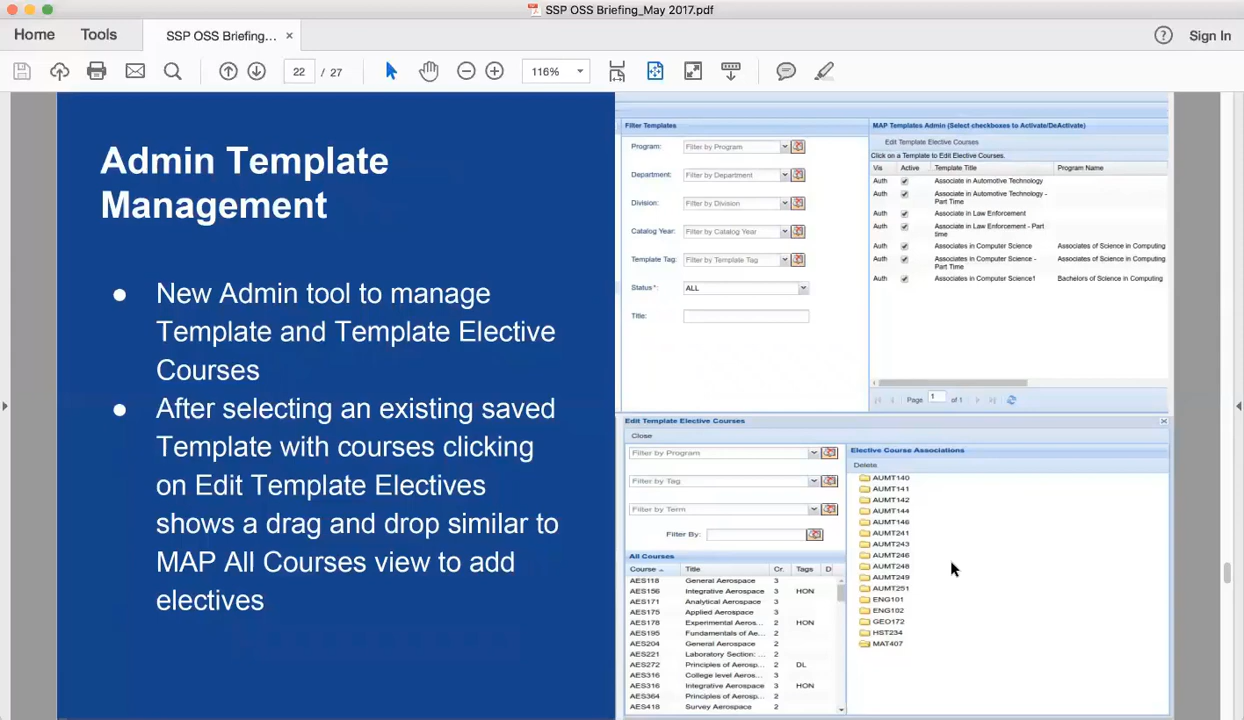 SSP OSS Briefing_May 2017.pdf
Home Tools SSP OSS Briefing... × ? Sign In
22 / 27 116%
Admin Template
Management
● New Admin tool to manage
Template and Template Elective
Courses
● After selecting an existing saved
Template with courses clicking
on Edit Template Electives
shows a drag and drop similar to
MAP All Courses view to add
electives
Filter Templates
Program: Filter by Program
Department: Filter by Department
Division: Filter by Division
Catalog Year: Filter by Catalog Year
Template Tag: Filter by Template Tag
Status*: ALL
Title:
MAP Templates Admin (Select checkboxes to Activate/DeActivate)
Edit Template Elective Courses
Click on a Template to Edit Elective Courses.
Vis Active Template Title Program Name
Auth Associate in Automotive Technology
Auth Associate in Automotive Technology -
Part Time
Auth Associate in Law Enforcement
Auth Associate in Law Enforcement - Part
time
Auth Associates in Computer Science Associates of Science in Computing
Auth Associates in Computer Science - Associates of Science in Computing
Part Time
Auth Associates in Computer Science1 Bachelors of Science in Computing
Page 1 of 1
Edit Template Elective Courses
Close
Filter by Program
Filter by Tag
Filter by Term
Filter By:
All Courses
Course Title Cr. Tags D
AES118 General Aerospace 3
AES156 Integrative Aerospace 3 HON
AES171 Analytical Aerospace 3
AES175 Applied Aerospace 3
AES178 Experimental Aeros... 2 HON
AES195 Fundamentals of Ae... 2
AES204 General Aerospace 2
AES221 Laboratory Section: ... 2
AES272 Principles of Aerosp... 2 DL
AES316 College level Aeros... 3
AES316 Integrative Aerospace 3 HON
AES364 Principles of Aerosp... 2
AES418 Survey Aerospace 2
Elective Course Associations
Delete
AUMT140
AUMT141
AUMT142
AUMT144
AUMT146
AUMT241
AUMT243
AUMT246
AUMT248
AUMT249
AUMT251
ENG101
ENG102
GEO172
HST234
MAT407